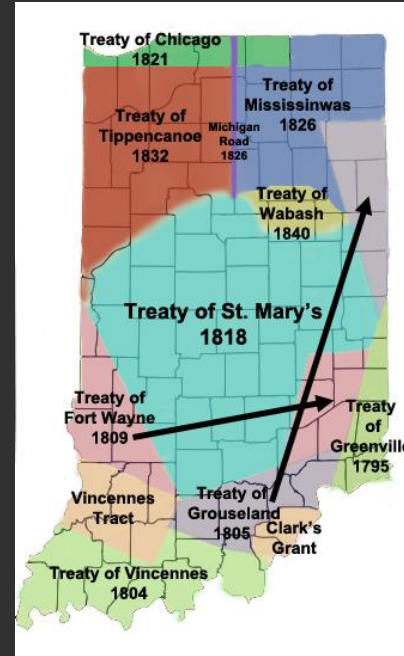 Treaty of Chicago
1821
Treaty of
Mississinwas
1826
Treaty of
Tippencanoe
1832
Michigan
Road
1826
Treaty of
Wabash
1840
Treaty of St. Mary's
1818
Treaty of
Fort Wayne
1809
Treaty
of
Greenville
1795
Vincennes
Tract
Treaty of
Grouseland
1805
Clark's
Grant
Treaty of Vincennes
1804